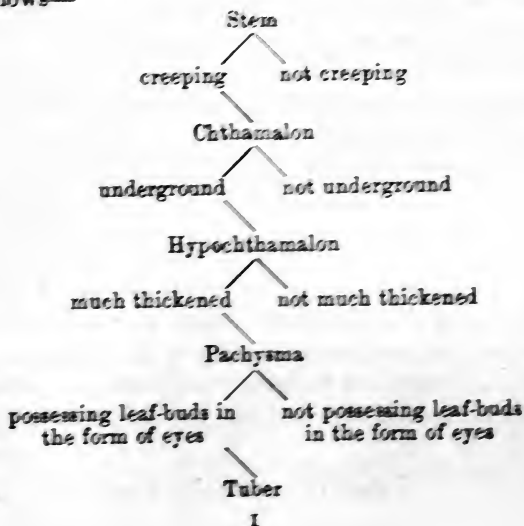 Stem
creeping not creeping
Chthamalon
underground not underground
Hypochthamalon
much thickened not much thickened
Pachysma
possessing leaf-buds in not possessing leaf-buds
the form of eyes in the form of eyes
Tuber
I